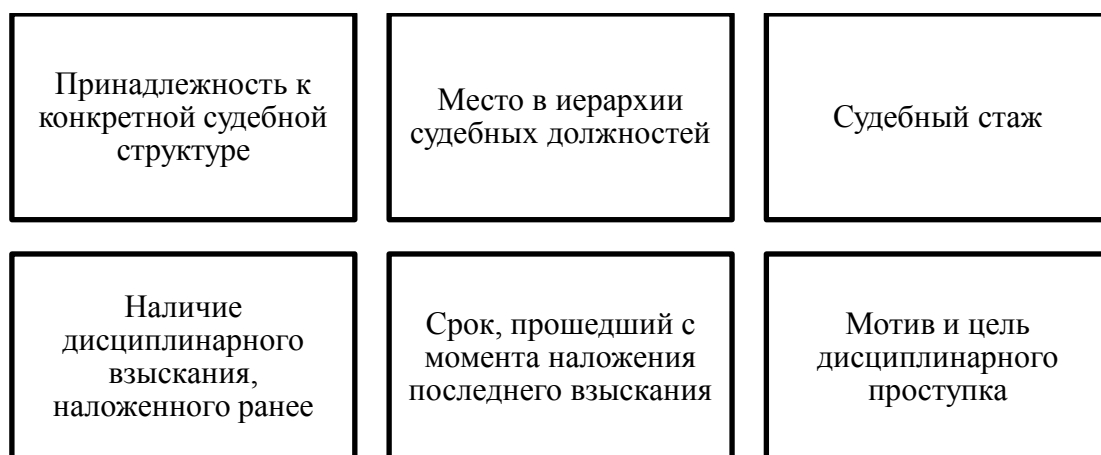 Принадлежность к
конкретной судебной
структуре
Место в иерархии
судебных должностей
Судебный стаж
Наличие
дисциплинарного
взыскания,
наложенного ранее
Срок, прошедший с
момента наложения
последнего взыскания
Мотив и цель
дисциплинарного
проступка